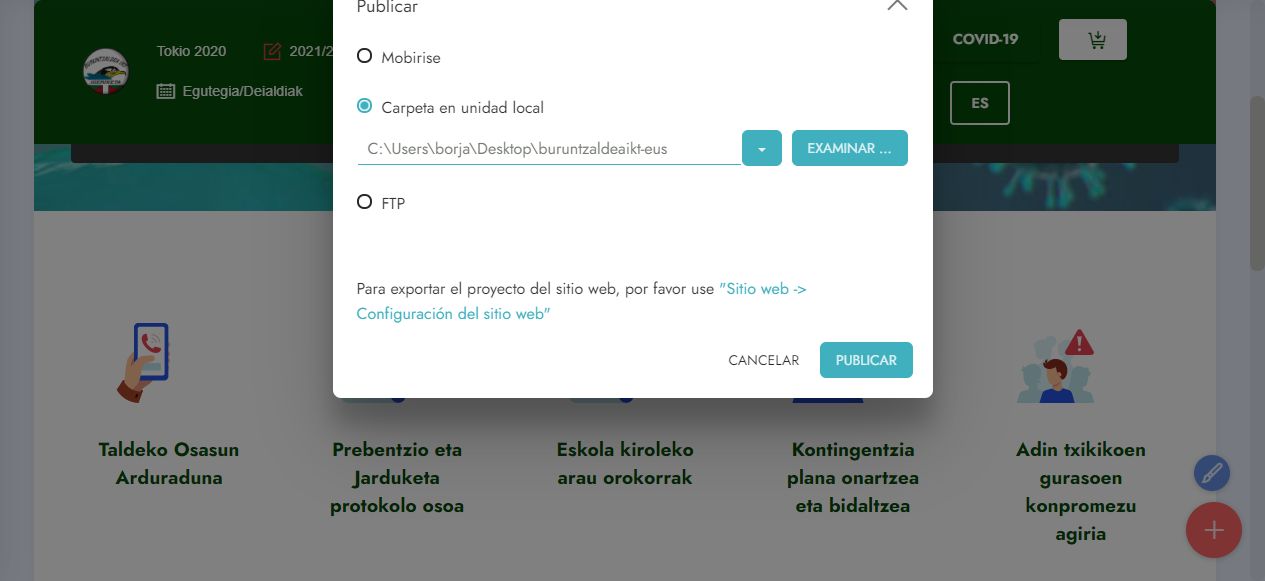 Publicar
Tokio 2020
2021/2
Mobirise
COVID-19
Egutegia/Deialdiak
Carpeta en unidad local
ES
C:\Users\borja\Desktop\buruntzaldeaikt-eus
EXAMINAR ...
FTP
Para exportar el proyecto del sitio web, por favor use "Sitio web ->
Configuración del sitio web"
CANCELAR
PUBLICAR
Taldeko Osasun
Arduraduna
Prebentzio eta
Jarduketa
protokolo osoa
Eskola kiroleko
arau orokorrak
Kontingentzia
plana onartzea
eta bidaltzea
Adin txikikoen
gurasoen
konpromezu
agiria